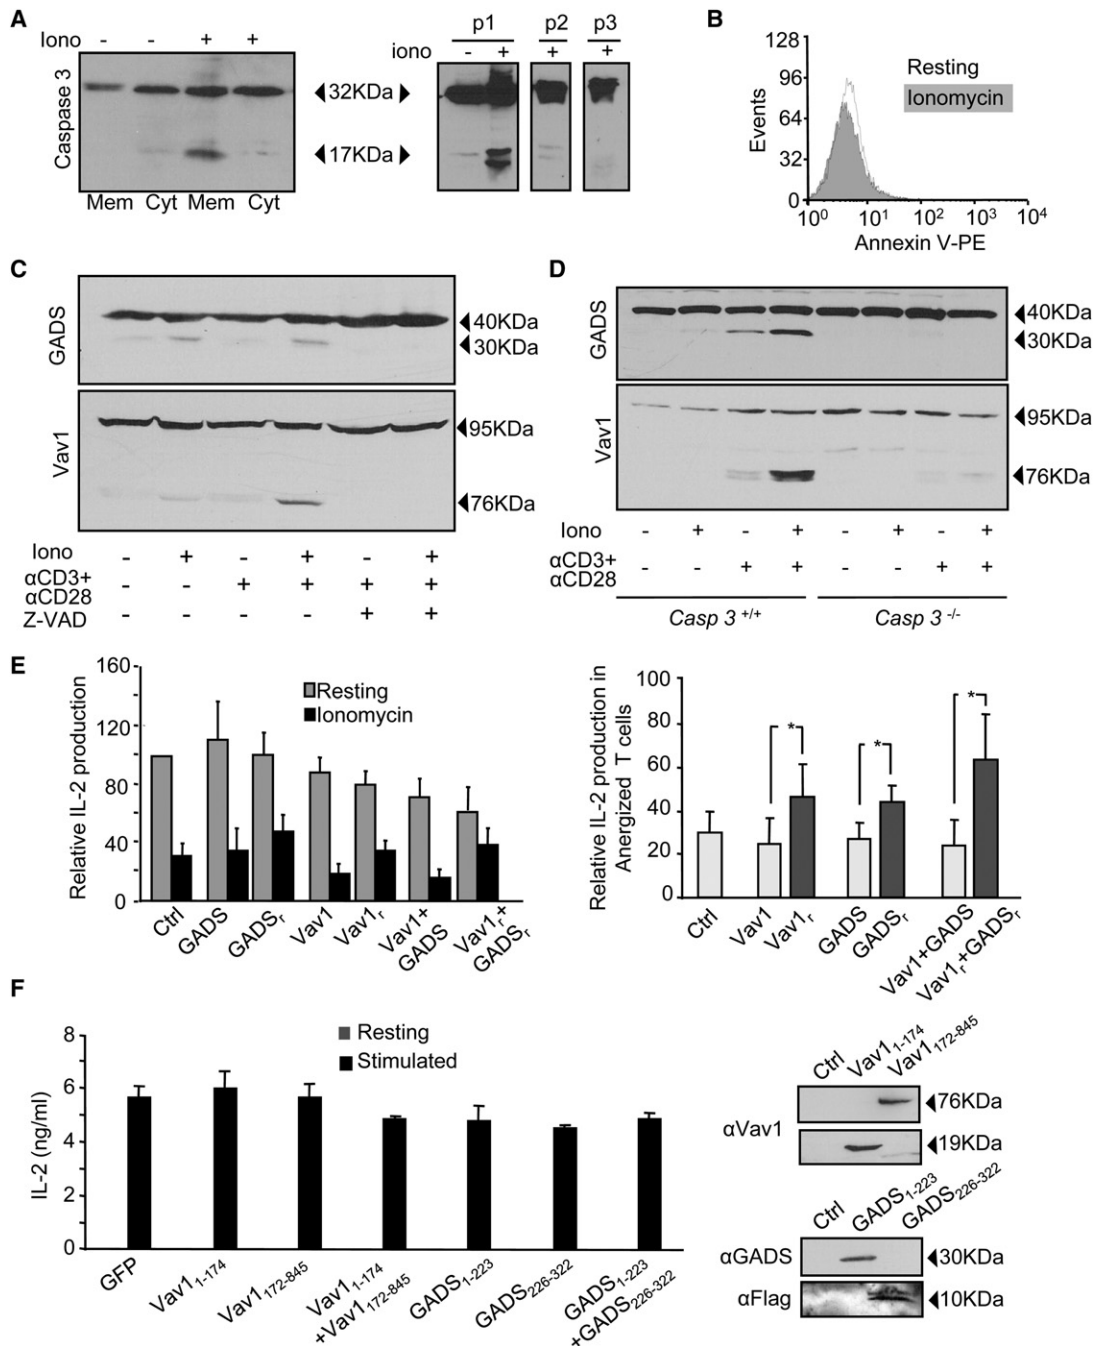 A
Iono - - + +
Caspase 3
32KDa
17KDa
Mem Cyt Mem Cyt
p1 p2 p3
iono - + + +
B
128
96
64
32
0
Events
Resting
Ionomycin
10⁰ 10¹ 10² 10³ 10⁴
Annexin V-PE
C
GADS
40KDa
30KDa
Vav1
95KDa
76KDa
Iono - + - + - +
αCD3+
αCD28 - - + + + +
Z-VAD - - - - + +
D
GADS
40KDa
30KDa
Vav1
95KDa
76KDa
Iono - + - + - + - +
αCD3+
αCD28 - - + + - - + +
Casp 3 +/+ Casp 3 -/-
E
160
120
80
40
0
Relative IL-2 production
Resting
Ionomycin
Ctrl
GADS
GADSr
Vav1
Vav1r
Vav1+
GADS
Vav1r+
GADSr
100
80
60
40
20
0
Relative IL-2 production in
Anergized T cells
* * *
Ctrl
Vav1
Vav1r
GADS
GADSr
Vav1+GADS
Vav1r+GADSr
F
8
6
4
2
0
IL-2 (ng/ml)
Resting
Stimulated
GFP
Vav1₁₋₁₇₄
Vav1₁₇₂₋₈₄₅
Vav1₁₋₁₇₄
+Vav1₁₇₂₋₈₄₅
GADS₁₋₂₂₃
GADS₂₂₆₋₃₂₂
GADS₁₋₂₂₃
+GADS₂₂₆₋₃₂₂
Ctrl
Vav1₁₋₁₇₄
Vav1₁₇₂₋₈₄₅
αVav1
76KDa
19KDa
Ctrl
GADS₁₋₂₂₃
GADS₂₂₆₋₃₂₂
αGADS
30KDa
αFlag
10KDa